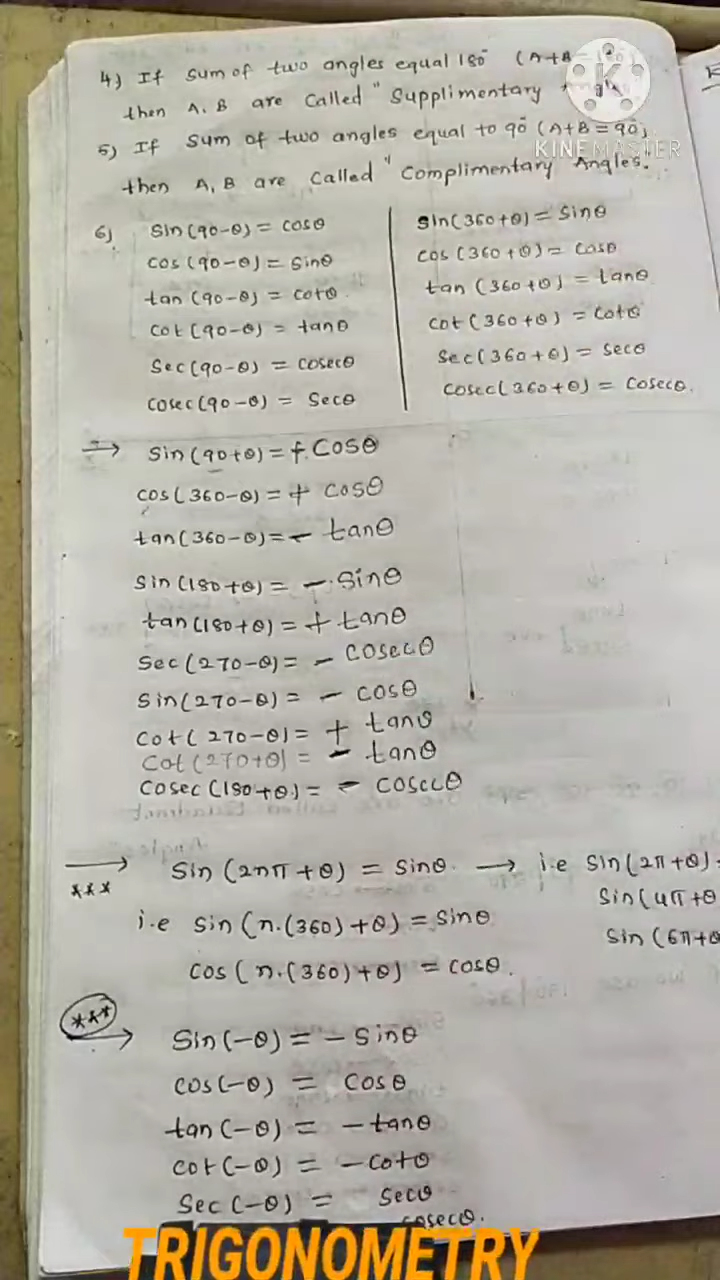 4) If sum of two angles equal 180° (A+B =
then A, B are called "Supplimentary
5) If sum of two angles equal to 90° (A+B = 90°)
then A, B are called "Complimentary Angles."
KINEMASTER
6) Sin(90-θ) = cosθ
cos(90-θ) = sinθ
tan(90-θ) = cotθ
cot(90-θ) = tanθ
Sec(90-θ) = cosecθ
cosec(90-θ) = Secθ
sin(360+θ) = sinθ
cos(360+θ) = cosθ
tan(360+θ) = tanθ
cot(360+θ) = cotθ
sec(360+θ) = secθ
cosec(360+θ) = cosecθ.
→ sin(90+θ) = + cosθ
cos(360-θ) = + cosθ
tan(360-θ) = - tanθ
sin(180+θ) = - sinθ
tan(180+θ) = + tanθ
sec(270-θ) = - cosecθ
sin(270-θ) = - cosθ
cot(270-θ) = + tanθ
cot(270+θ) = - tanθ
cosec(180+θ) = - cosecθ
→ Sin(2nπ+θ) = sinθ. → i.e Sin(2π+θ) =
*** 
Sin(4π+θ
i.e sin(n.(360)+θ) = sinθ
Sin(6π+θ
cos(n.(360)+θ) = cosθ.
*** → Sin(-θ) = - sinθ
cos(-θ) = cosθ
tan(-θ) = - tanθ
cot(-θ) = - cotθ
Sec(-θ) = Secθ
cosecθ.
TRIGONOMETRY